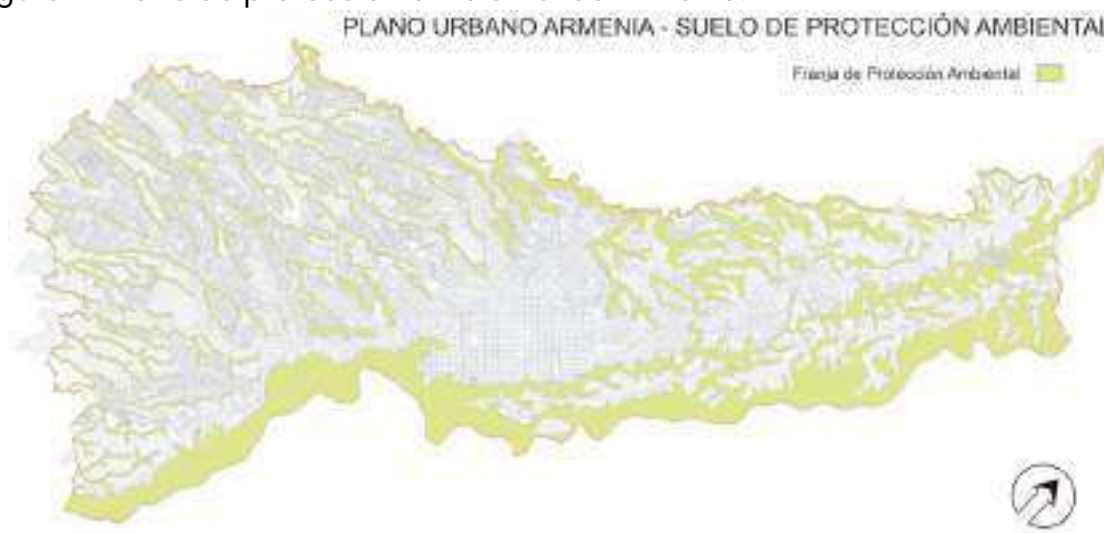 PLANO URBANO ARMENIA - SUELO DE PROTECCIÓN AMBIENTAL
Franja de Protección Ambiental